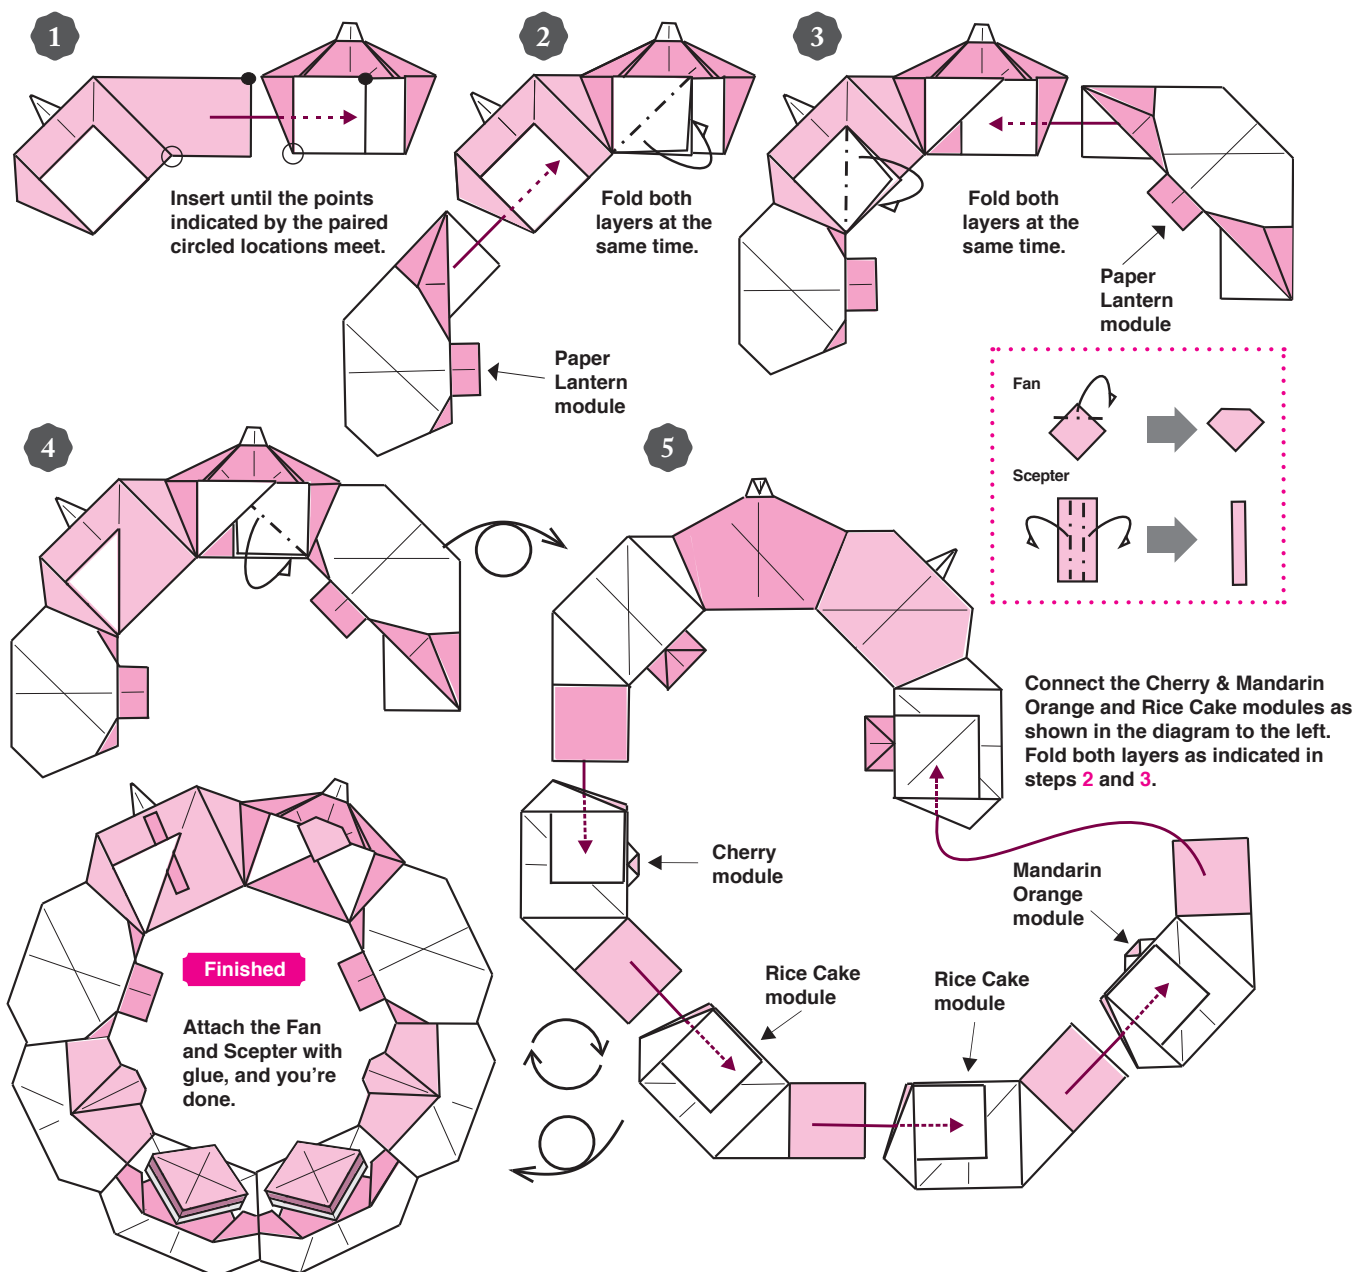 1
2
3
Insert until the points
indicated by the paired
circled locations meet.
Fold both
layers at the
same time.
Fold both
layers at the
same time.
Paper
Lantern
module
Paper
Lantern
module
Fan
Scepter
4
5
Connect the Cherry & Mandarin
Orange and Rice Cake modules as
shown in the diagram to the left.
Fold both layers as indicated in
steps 2 and 3.
Cherry
module
Mandarin
Orange
module
Rice Cake
module
Rice Cake
module
Finished
Attach the Fan
and Scepter with
glue, and you’re
done.